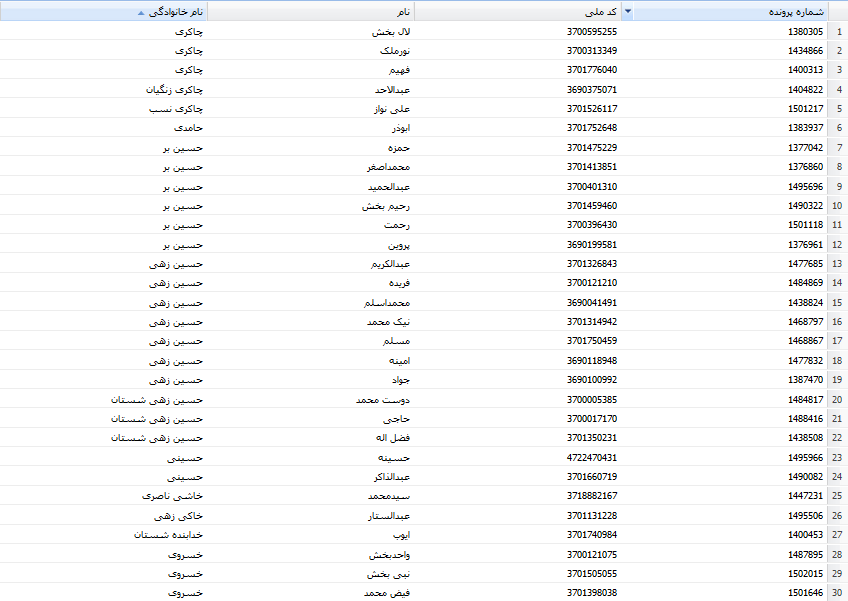 شماره پرونده کد ملی نام نام خانوادگی
1 1380305 3700595255 لال بخش چاکری
2 1434866 3700313349 نورملک چاکری
3 1400313 3701776040 فهیم چاکری
4 1404822 3690375071 عبدالاحد چاکری زنگیان
5 1501217 3701526117 علی نواز چاکری نسب
6 1383937 3701752648 ابوذر حامدی
7 1377042 3701475229 حمزه حسین بر
8 1376860 3701413851 محمداصغر حسین بر
9 1495696 3700401310 عبدالحمید حسین بر
10 1490322 3701459460 رحیم بخش حسین بر
11 1501118 3700396430 رحمت حسین بر
12 1376961 3690199581 پروین حسین بر
13 1477685 3701326843 عبدالکریم حسین زهی
14 1484869 3700121210 فریده حسین زهی
15 1438824 3690041491 محمداسلم حسین زهی
16 1468797 3701314942 نیک محمد حسین زهی
17 1468867 3701750459 مسلم حسین زهی
18 1477832 3690118948 امینه حسین زهی
19 1387470 3690100992 جواد حسین زهی
20 1484817 3700005385 دوست محمد حسین زهی شستان
21 1488416 3700017170 حاجی حسین زهی شستان
22 1438508 3701350231 فضل اله حسین زهی شستان
23 1495966 4722470431 حسینه حسینی
24 1490082 3701660719 عبدالذاکر حسینی
25 1447231 3718882167 سیدمحمد خاشی ناصری
26 1495506 3701131228 عبدالستار خاکی زهی
27 1400453 3701740984 ایوب خدابنده شستان
28 1487895 3700121075 واحدبخش خسروی
29 1502015 3701505055 نبی بخش خسروی
30 1501646 3701398038 فیض محمد خسروی